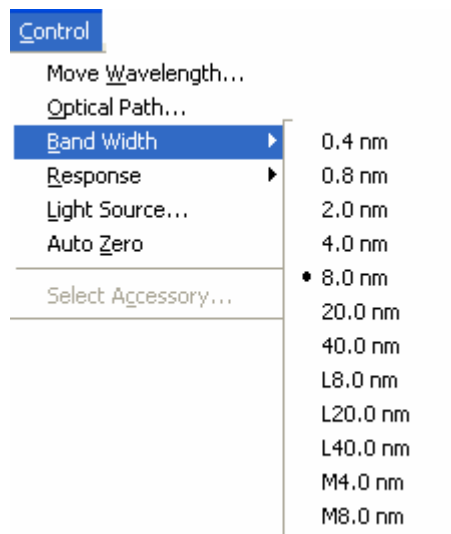 Control
Move Wavelength...
Optical Path...
Band Width
Response
Light Source...
Auto Zero
Select Accessory...
0.4 nm
0.8 nm
2.0 nm
4.0 nm
• 8.0 nm
20.0 nm
40.0 nm
L8.0 nm
L20.0 nm
L40.0 nm
M4.0 nm
M8.0 nm